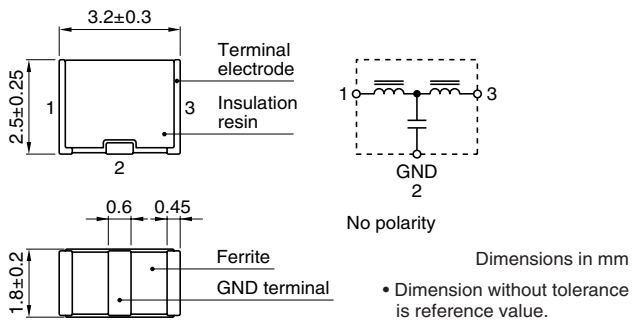 3.2±0.3
2.5±0.25
1
3
2
Terminal
electrode
Insulation
resin
1
3
GND
2
No polarity
0.6
0.45
1.8±0.2
Ferrite
GND terminal
Dimensions in mm
• Dimension without tolerance
is reference value.